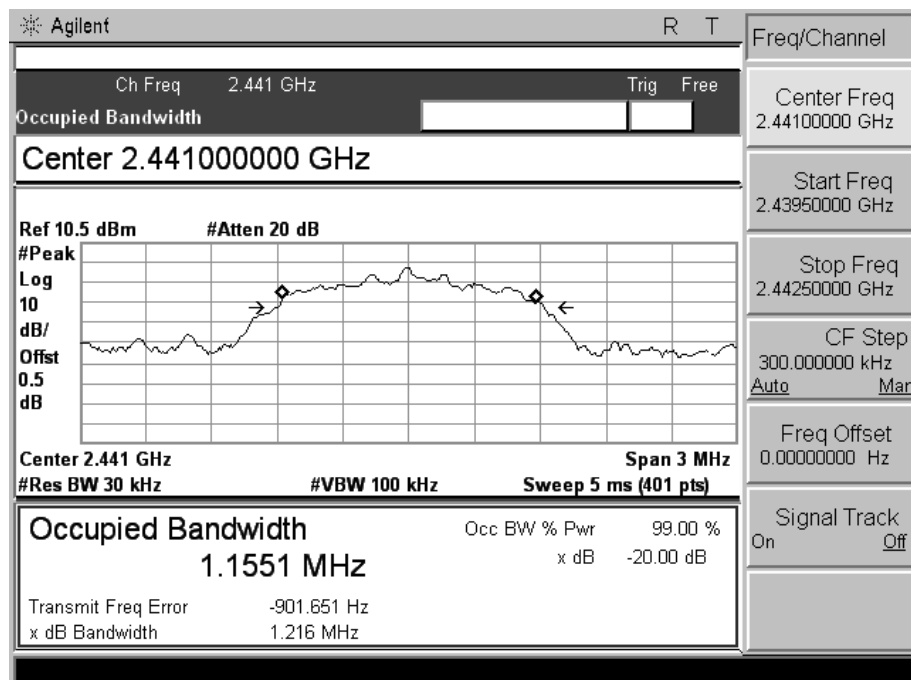 Agilent R T
Freq/Channel
Ch Freq 2.441 GHz Trig Free
Occupied Bandwidth
Center 2.441000000 GHz
Ref 10.5 dBm #Atten 20 dB
#Peak
Log
10
dB/
Offst
0.5
dB
Center 2.441 GHz Span 3 MHz
#Res BW 30 kHz #VBW 100 kHz Sweep 5 ms (401 pts)
Occupied Bandwidth
1.1551 MHz
Occ BW % Pwr 99.00 %
x dB -20.00 dB
Transmit Freq Error -901.651 Hz
x dB Bandwidth 1.216 MHz
Center Freq
2.44100000 GHz
Start Freq
2.43950000 GHz
Stop Freq
2.44250000 GHz
CF Step
300.000000 kHz
Auto Man
Freq Offset
0.00000000 Hz
Signal Track
On Off